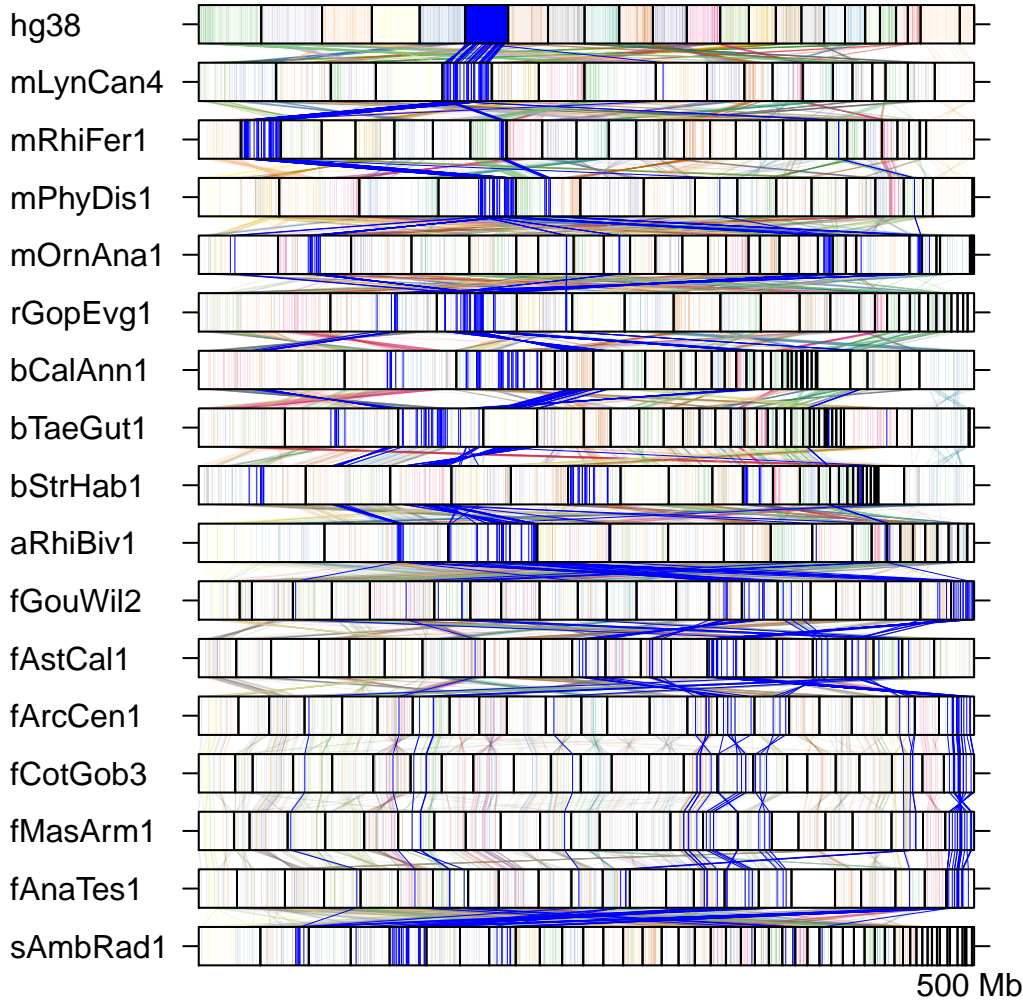 hg38
mLynCan4
mRhiFer1
mPhyDis1
mOrnAna1
rGopEvg1
bCalAnn1
bTaeGut1
bStrHab1
aRhiBiv1
fGouWil2
fAstCal1
fArcCen1
fCotGob3
fMasArm1
fAnaTes1
sAmbRad1
500 Mb